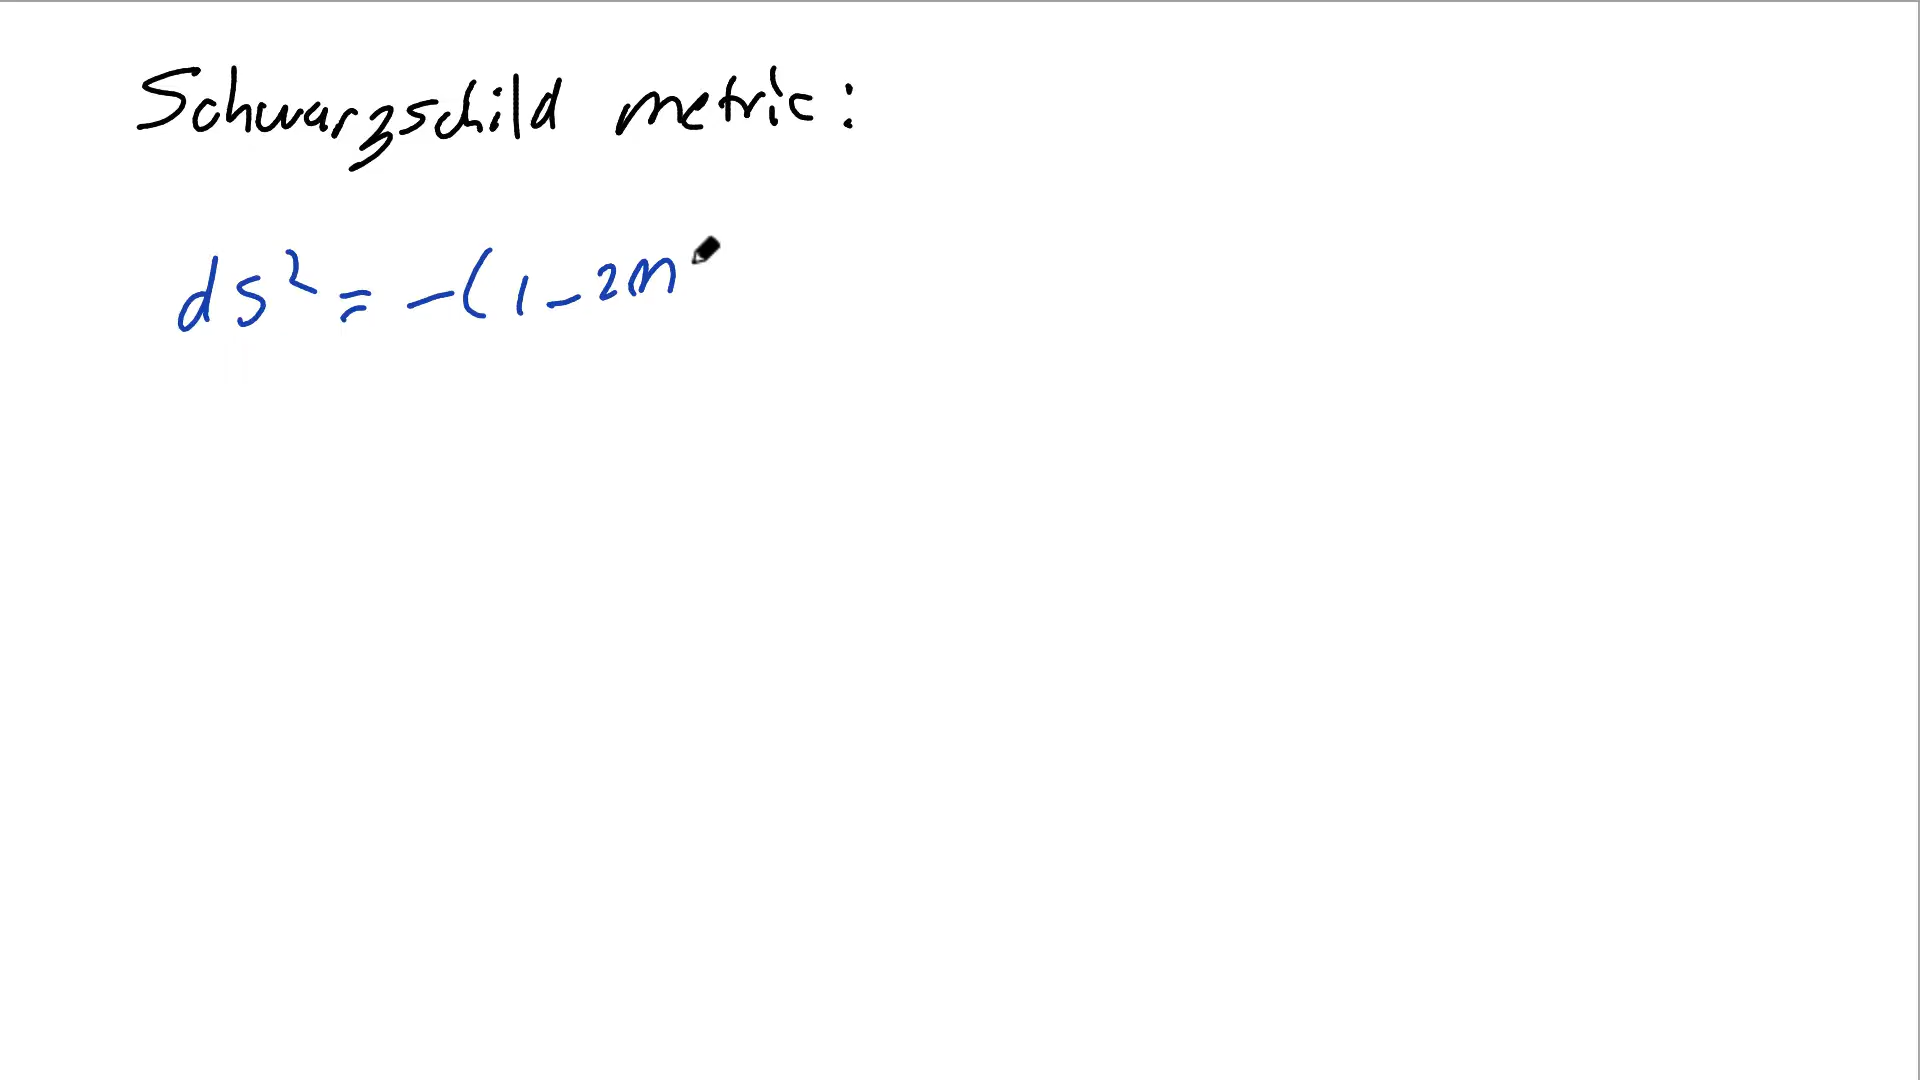 Schwarzschild metric:
ds² = -(1 - 2m